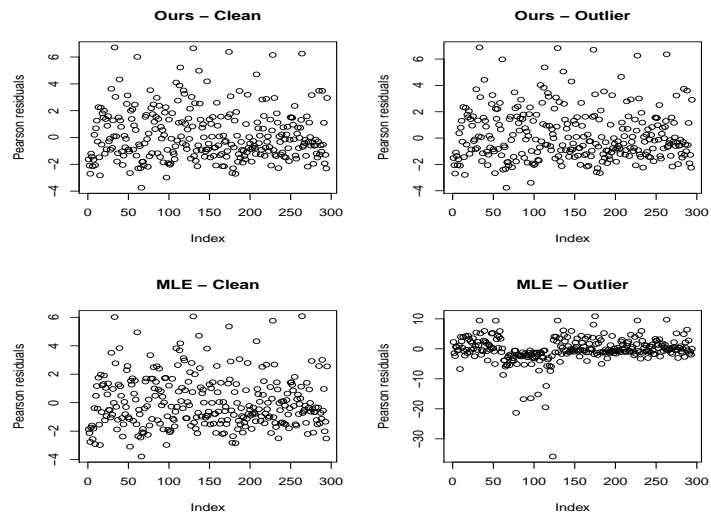 Ours – Clean
Pearson residuals
6
4
2
0
−2
−4
0 50 100 150 200 250 300
Index
Ours – Outlier
Pearson residuals
6
4
2
0
−2
−4
0 50 100 150 200 250 300
Index
MLE – Clean
Pearson residuals
6
4
2
0
−2
−4
0 50 100 150 200 250 300
Index
MLE – Outlier
Pearson residuals
10
0
−10
−20
−30
0 50 100 150 200 250 300
Index